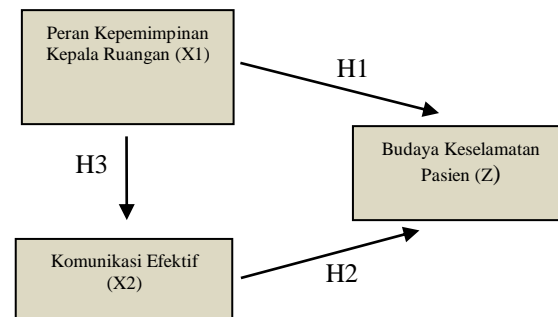 Peran Kepemimpinan
Kepala Ruangan (X1)
H1
Budaya Keselamatan
Pasien (Z)
H3
Komunikasi Efektif
(X2)
H2